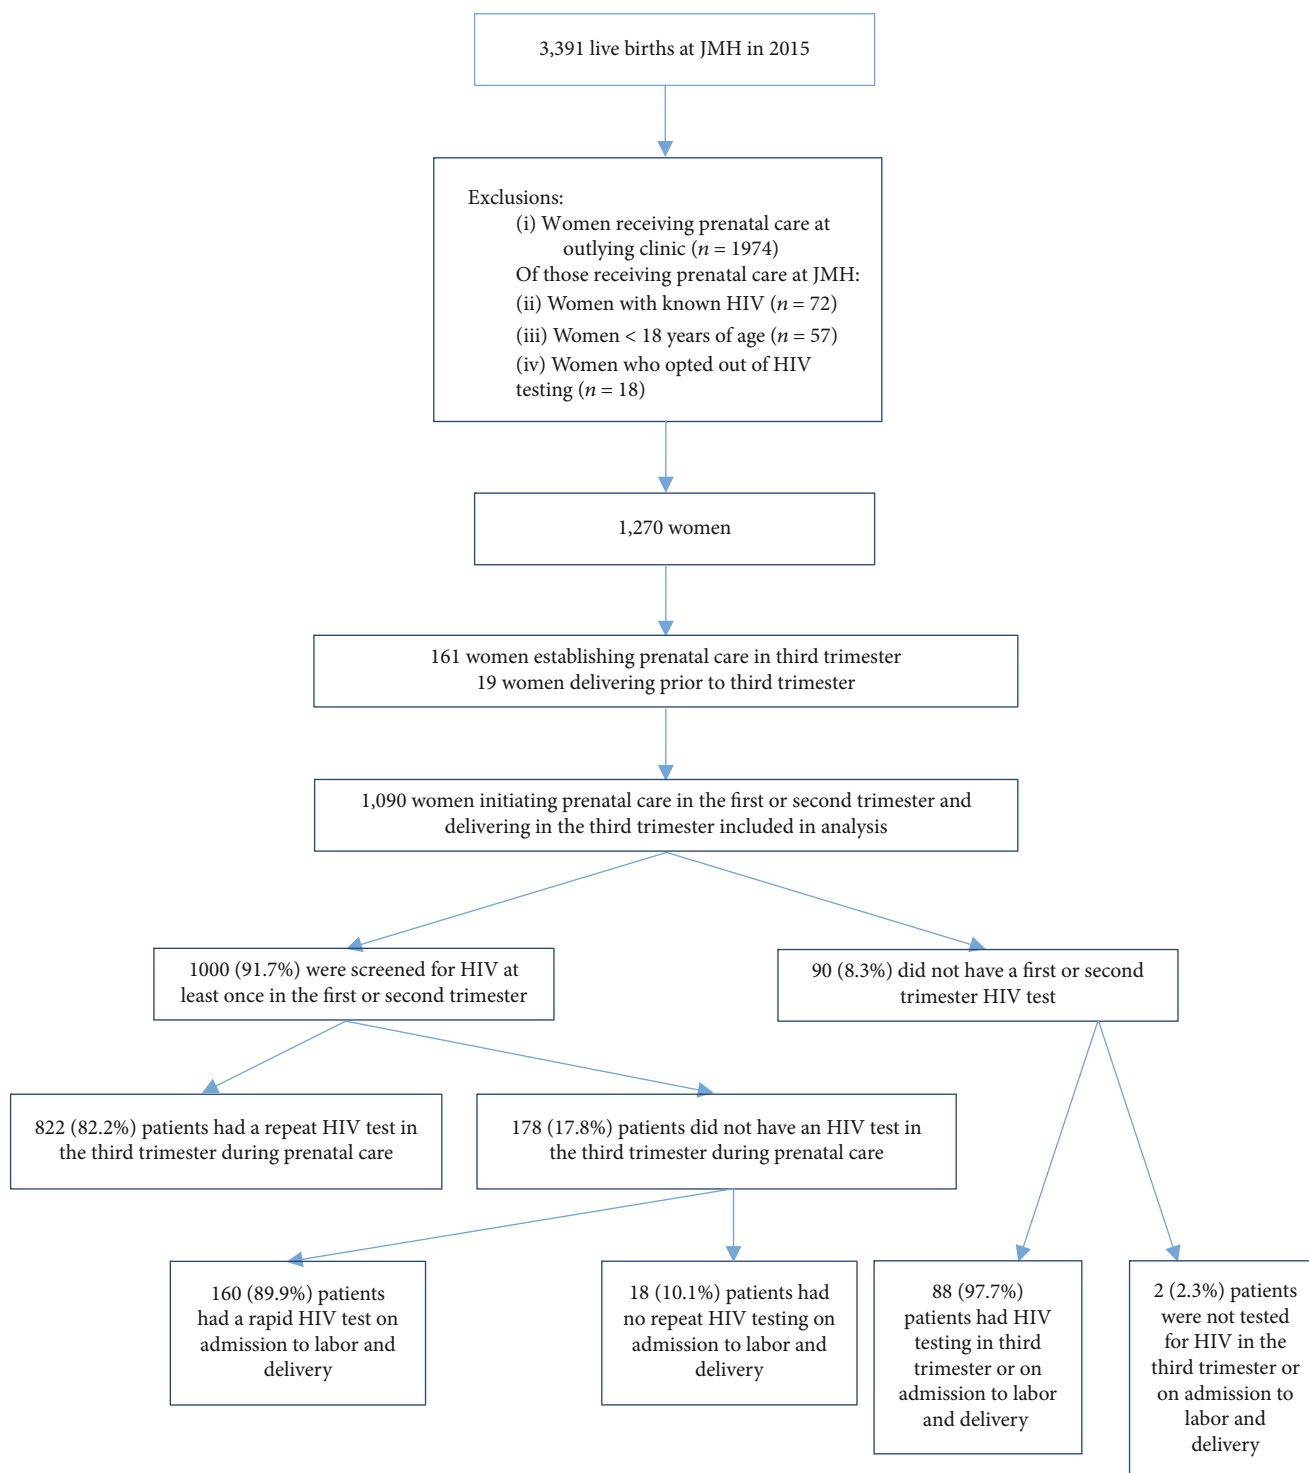 3,391 live births at JMH in 2015
Exclusions:
(i) Women receiving prenatal care at
outlying clinic (n = 1974)
Of those receiving prenatal care at JMH:
(ii) Women with known HIV (n = 72)
(iii) Women < 18 years of age (n = 57)
(iv) Women who opted out of HIV
testing (n = 18)
1,270 women
161 women establishing prenatal care in third trimester
19 women delivering prior to third trimester
1,090 women initiating prenatal care in the first or second trimester and
delivering in the third trimester included in analysis
1000 (91.7%) were screened for HIV at
least once in the first or second trimester
90 (8.3%) did not have a first or second
trimester HIV test
822 (82.2%) patients had a repeat HIV test in
the third trimester during prenatal care
178 (17.8%) patients did not have an HIV test in
the third trimester during prenatal care
160 (89.9%) patients
had a rapid HIV test on
admission to labor and
delivery
18 (10.1%) patients had
no repeat HIV testing on
admission to labor and
delivery
88 (97.7%)
patients had HIV
testing in third
trimester or on
admission to labor
and delivery
2 (2.3%) patients
were not tested
for HIV in the
third trimester or
on admission to
labor and
delivery